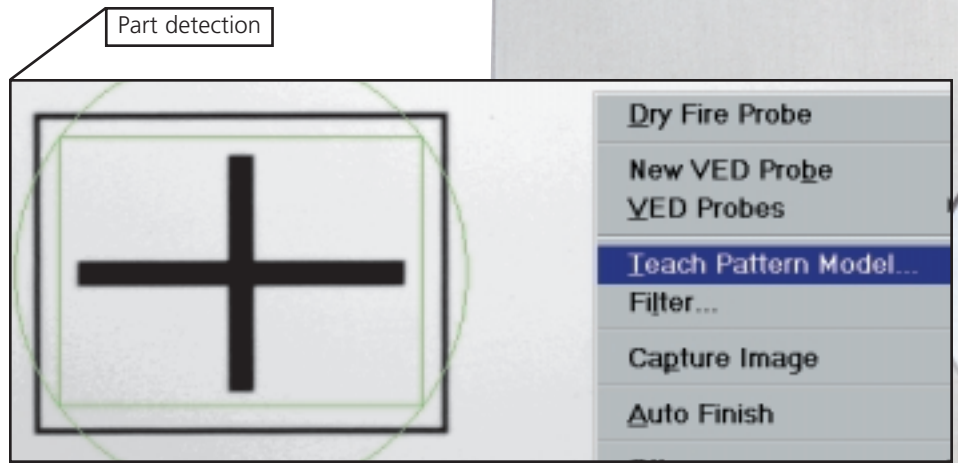 Part detection
Dry Fire Probe
New VED Probe
VED Probes
Teach Pattern Model...
Filter...
Capture Image
Auto Finish